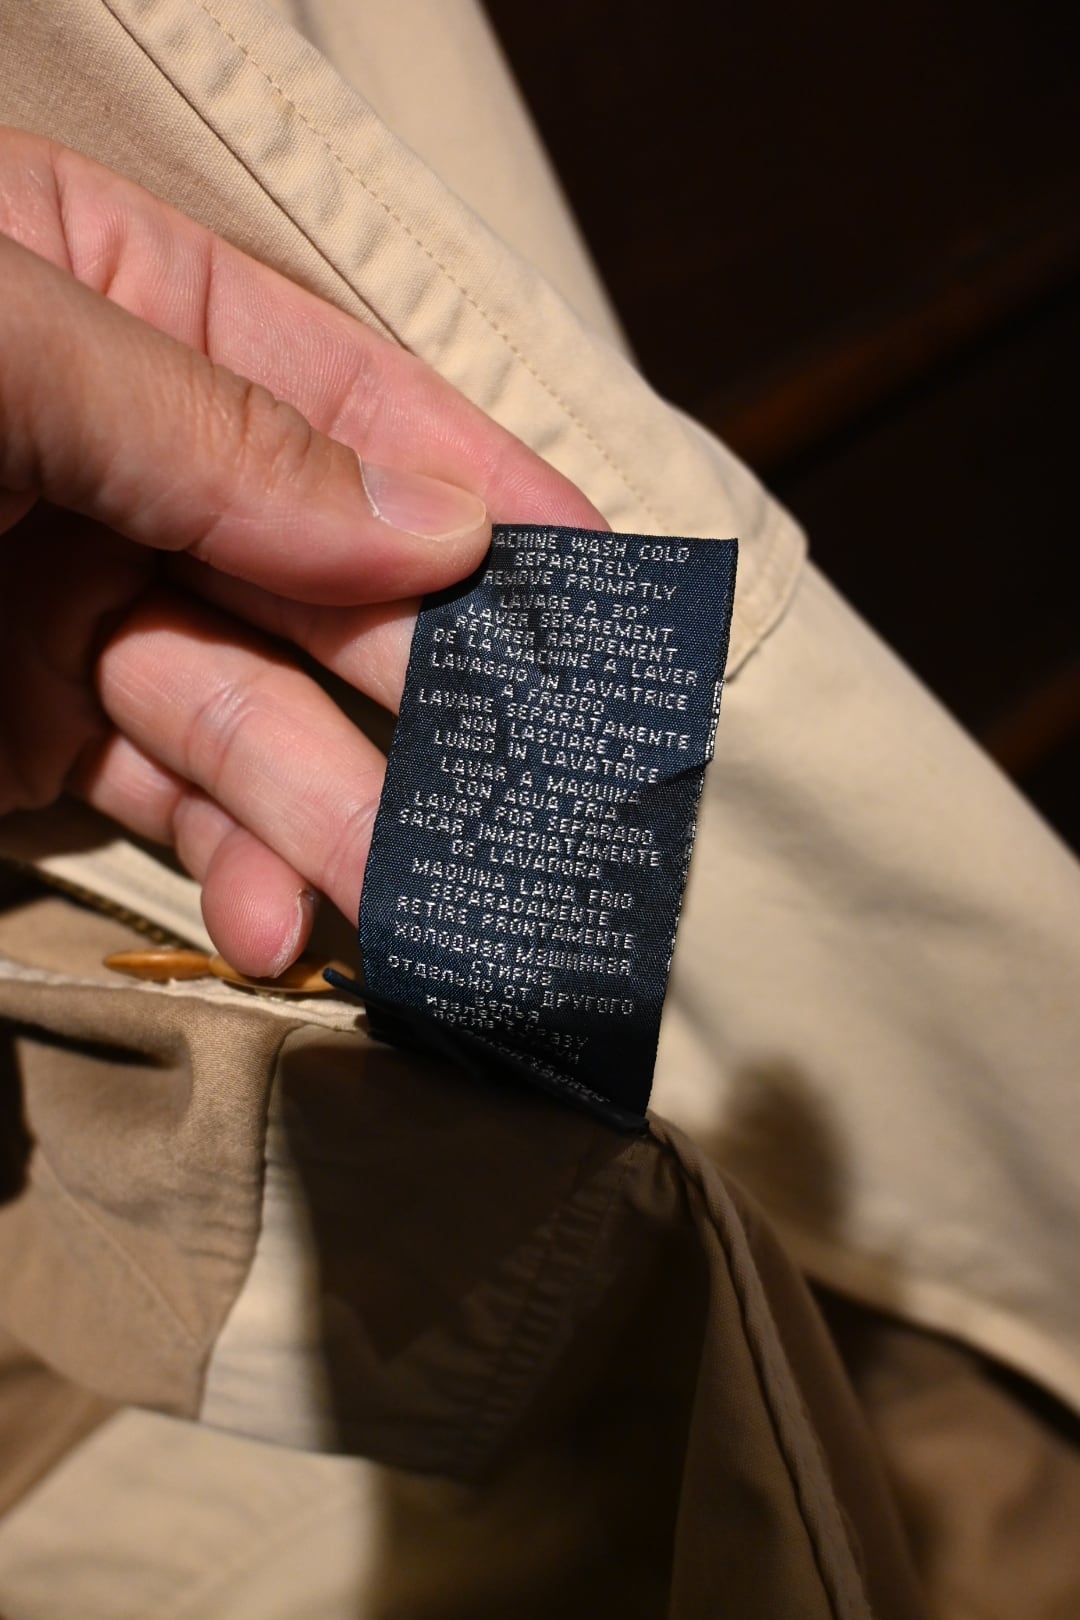 MACHINE WASH COLD
SEPARATELY
REMOVE PROMPTLY
LAVAGE A 30°
LAVER SEPAREMENT
RETIRER RAPIDEMENT
DE LA MACHINE A LAVER
LAVAGGIO IN LAVATRICE
A FREDDO
LAVARE SEPARATAMENTE
NON LASCIARE A
LUNGO IN LAVATRICE
LAVAR A MAQUINA
CON AGUA FRIA
LAVAR POR SEPARADO
SACAR INMEDIATAMENTE
DE LAVADORA
MAQUINA LAVA FRIO
SEPARADAMENTE
RETIRE PRONTAMENTE
ХОЛОДНАЯ МАШИННАЯ
СТИРКА
ОТДЕЛЬНО ОТ ДРУГОГО
БЕЛЬЯ
СРАЗУ
ПОСЛЕ